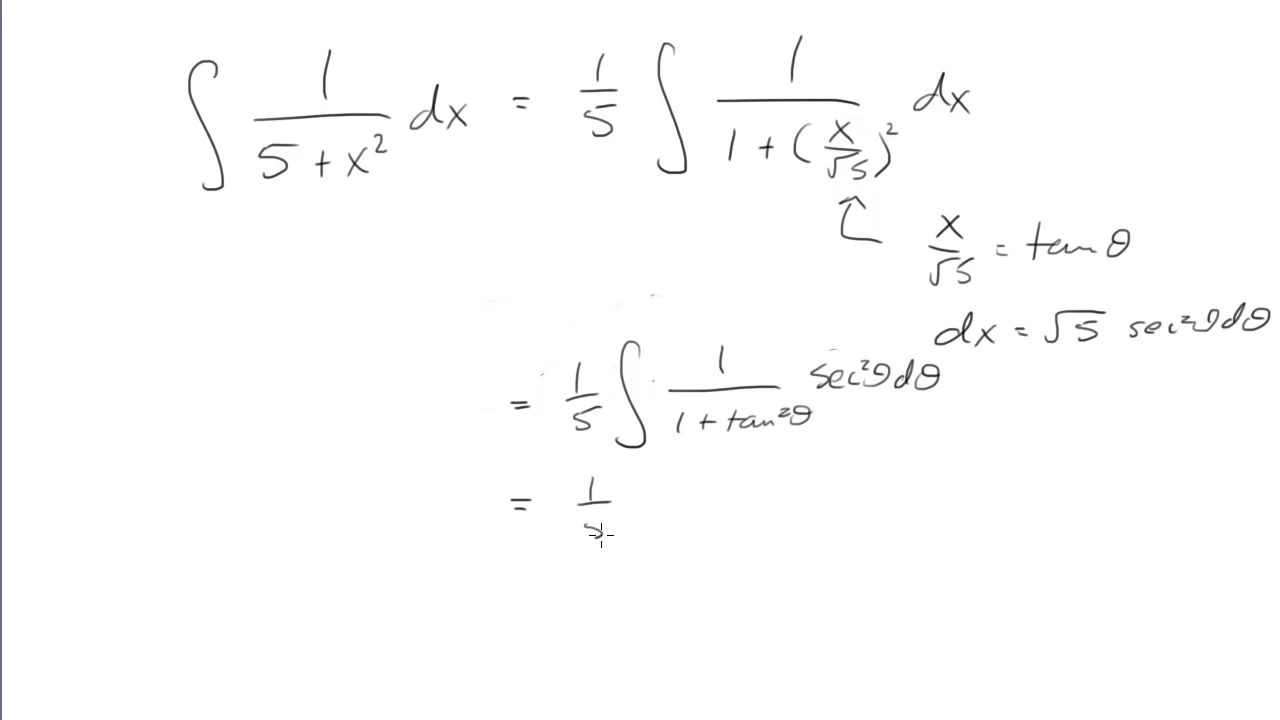 ∫ 1/(5 + x²) dx = 1/5 ∫ 1/(1 + (x/√5)²) dx
x/√5 = tan θ
dx = √5 sec²θ dθ
= 1/5 ∫ 1/(1 + tan²θ) sec²θ dθ
= 1/